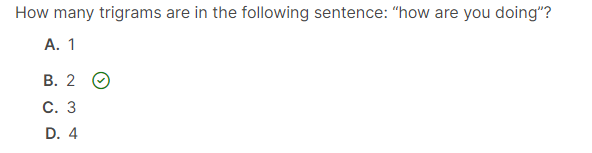 How many trigrams are in the following sentence: “how are you doing”?
A. 1
B. 2
C. 3
D. 4